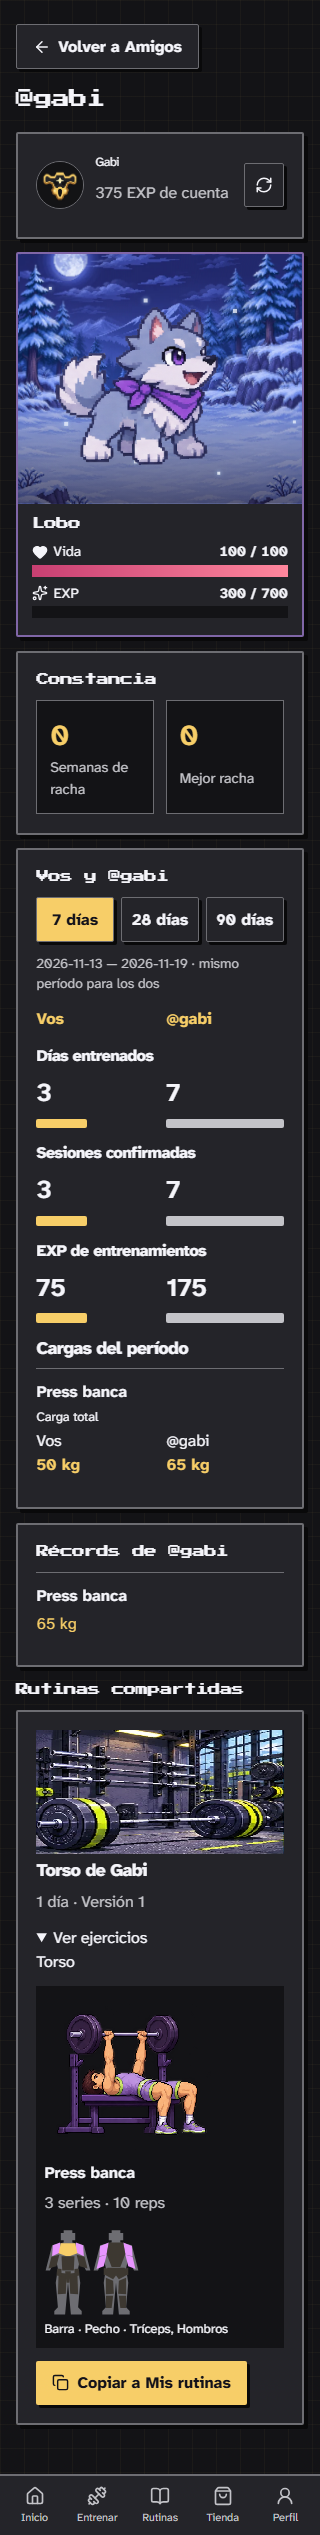 Volver a Amigos
@gabi
Gabi
375 EXP de cuenta
Lobo
Vida 100 / 100
EXP 300 / 700
Constancia
0 0
Semanas de racha Mejor racha
Vos y @gabi
7 días 28 días 90 días
2026-11-13 — 2026-11-19 · mismo
período para los dos
Vos @gabi
Días entrenados
3 7
Sesiones confirmadas
3 7
EXP de entrenamientos
75 175
Cargas del período
Press banca
Carga total
Vos @gabi
50 kg 65 kg
Récords de @gabi
Press banca
65 kg
Rutinas compartidas
Torso de Gabi
1 día · Versión 1
▼ Ver ejercicios
Torso
Press banca
3 series · 10 reps
Barra · Pecho · Tríceps, Hombros
Copiar a Mis rutinas
Inicio Entrenar Rutinas Tienda Perfil